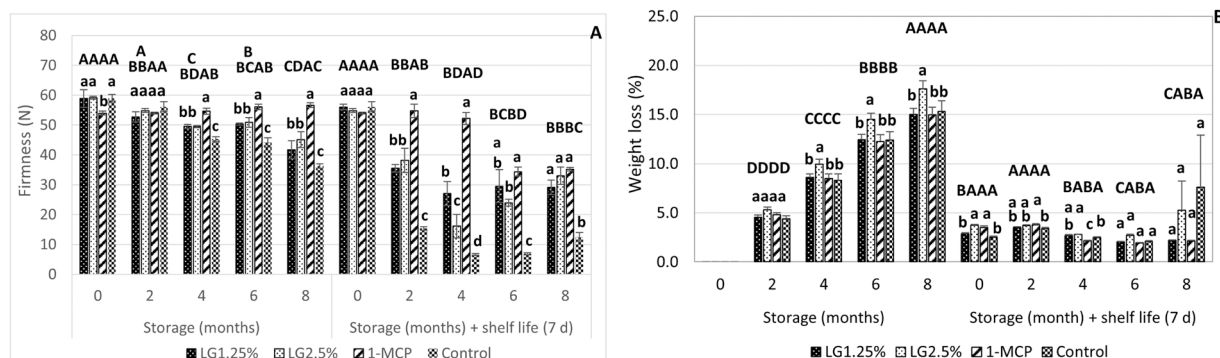 A
80
70
60
50
40
30
20
10
0
Firmness (N)
AAAA
A
BBAA
C
BDAB
B
BCAB
CDAC
AAAA
BBAB
BDAD
BCBD
BBBC
aa b a
aaaa
bb a c
bb a c
bb a c
aaaa
bb a c
b c a d
a b b a c
a a a b
0 2 4 6 8 0 2 4 6 8
Storage (months) Storage (month) + shelf life (7 d)
LG1.25% LG2.5% 1-MCP Control
25.0
20.0
15.0
10.0
5.0
0.0
Weight loss (%)
DDDD
CCCC
BBBB
AAAA
BAAA
AAAA
BABA
CABA
CABA
aaaa
b a bb
b a bb
b a bb
b a a b
a a a
bb b
a a
b c b
a a a a
a a a a
0 2 4 6 8 0 2 4 6 8
Storage (months) Storage (month) + shelf life (7 d)
LG1.25% LG2.5% 1-MCP Control